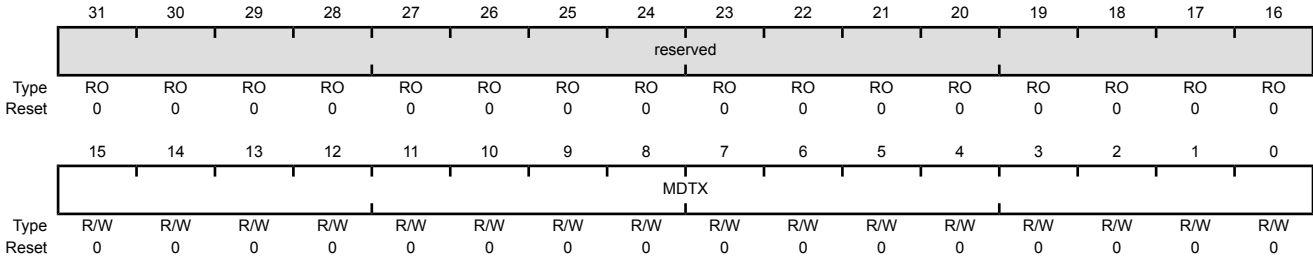 31 30 29 28 27 26 25 24 23 22 21 20 19 18 17 16
reserved
Type RO RO RO RO RO RO RO RO RO RO RO RO RO RO RO RO
Reset 0 0 0 0 0 0 0 0 0 0 0 0 0 0 0 0
15 14 13 12 11 10 9 8 7 6 5 4 3 2 1 0
MDTX
Type R/W R/W R/W R/W R/W R/W R/W R/W R/W R/W R/W R/W R/W R/W R/W R/W
Reset 0 0 0 0 0 0 0 0 0 0 0 0 0 0 0 0